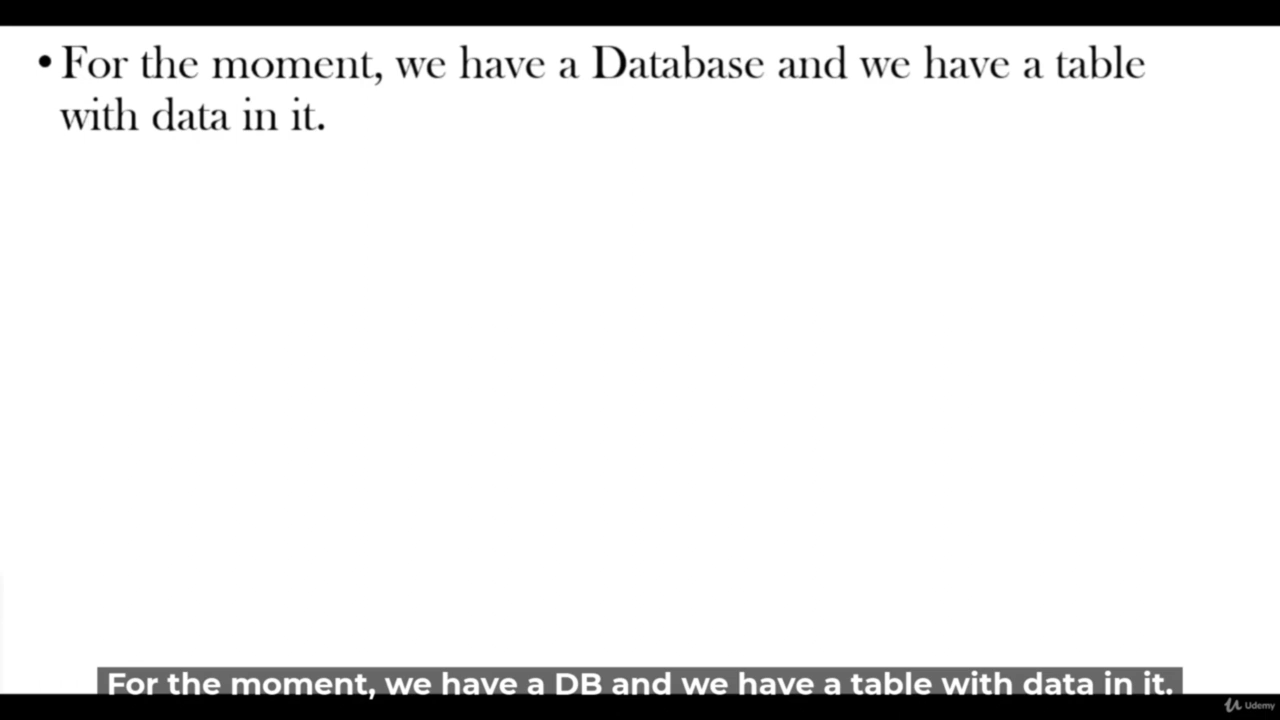 • For the moment, we have a Database and we have a table
with data in it.
For the moment, we have a DB and we have a table with data in it.
Udemy